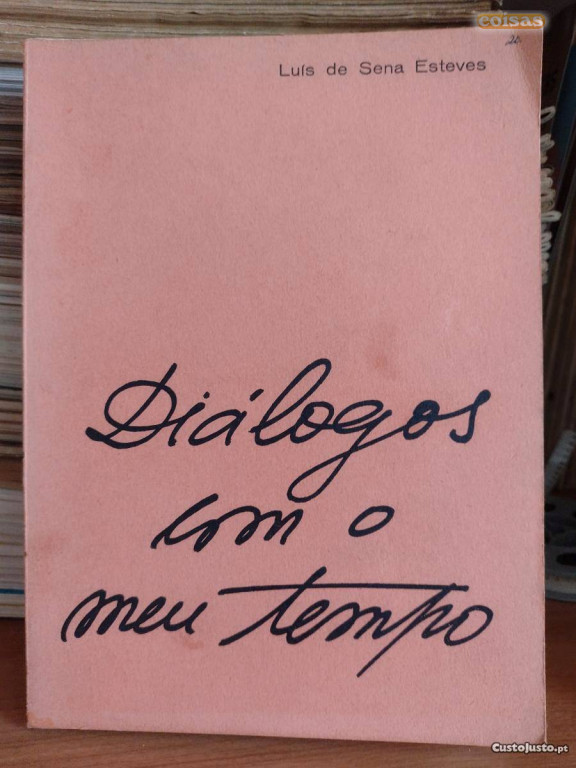 coisas
Luís de Sena Esteves
Diálogos
com o
meu tempo
CustoJusto.pt